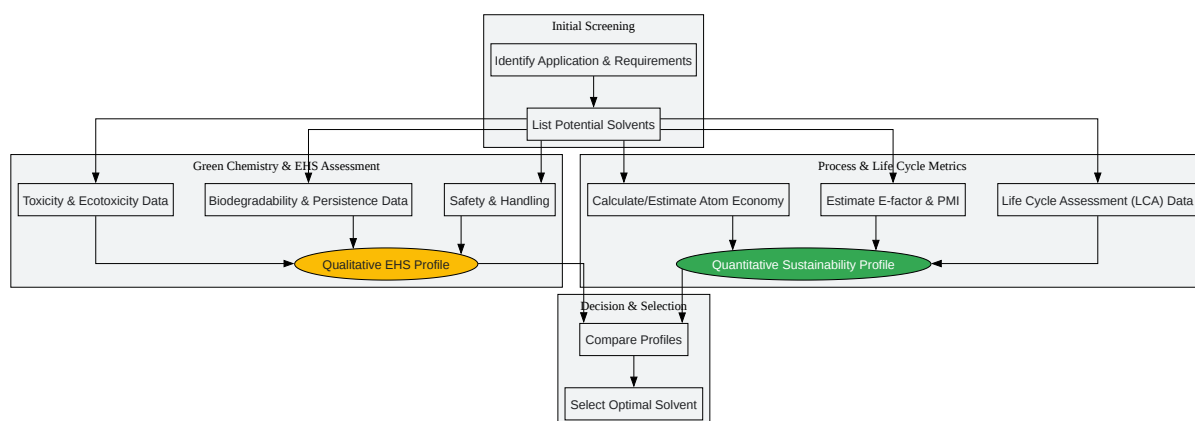 Initial Screening
Identify Application & Requirements
List Potential Solvents
Green Chemistry & EHS Assessment
Process & Life Cycle Metrics
Toxicity & Ecotoxicity Data
Biodegradability & Persistence Data
Safety & Handling
Calculate/Estimate Atom Economy
Estimate E-factor & PMI
Life Cycle Assessment (LCA) Data
Qualitative EHS Profile
Quantitative Sustainability Profile
Decision & Selection
Compare Profiles
Select Optimal Solvent